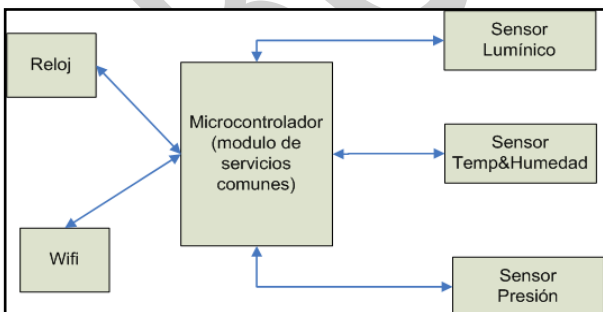 Reloj
Wifi
Microcontrolador
(modulo de
servicios
comunes)
Sensor
Lumínico
Sensor
Temp&Humedad
Sensor
Presión